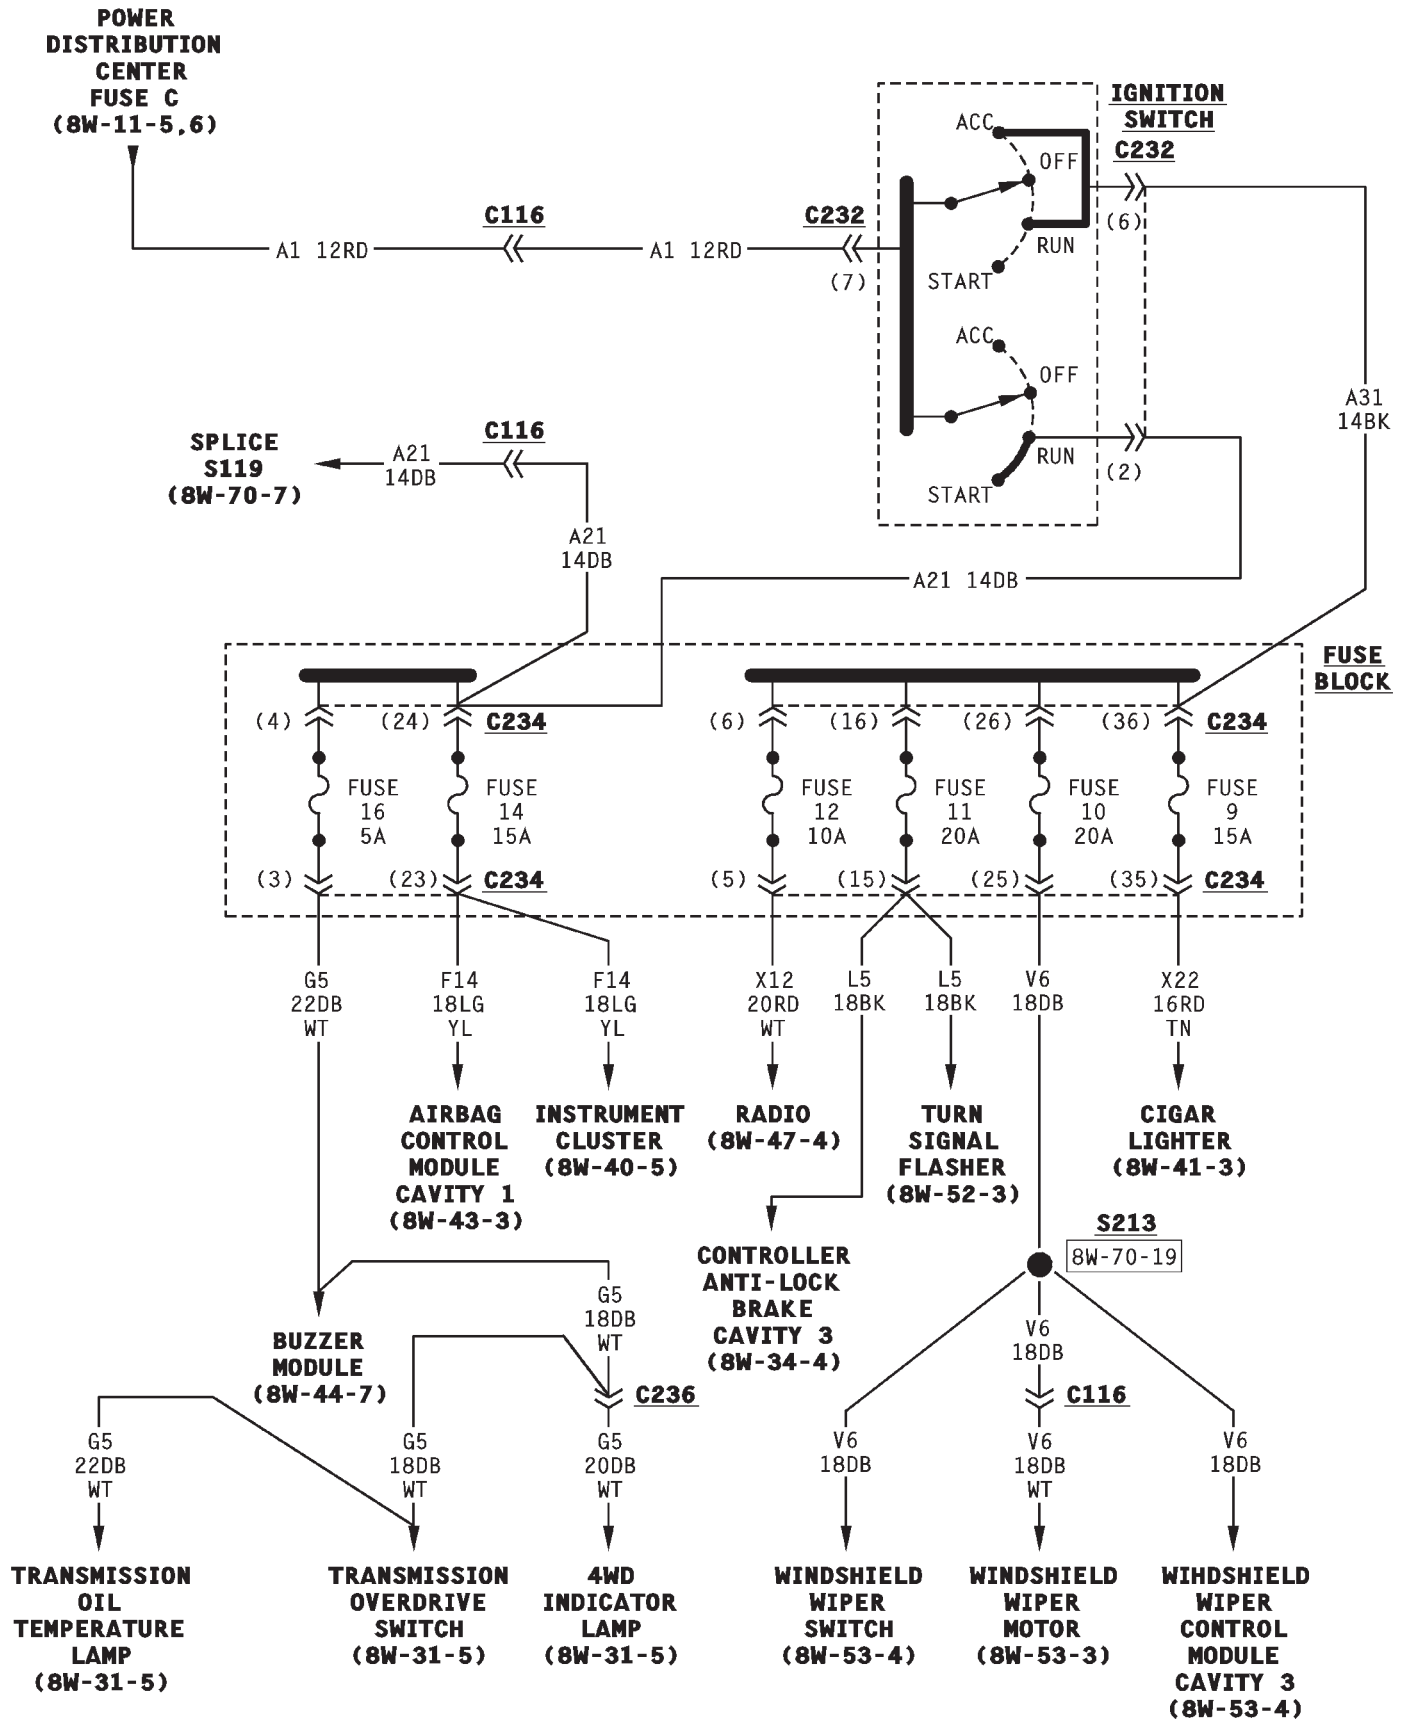 POWER
DISTRIBUTION
CENTER
FUSE C
(8W-11-5,6)
IGNITION
SWITCH
C232
ACC
OFF
RUN
START
(6)
C116
C232
A1 12RD
A1 12RD
(7)
ACC
OFF
RUN
START
(2)
A31
14BK
SPLICE
S119
(8W-70-7)
A21
14DB
C116
A21
14DB
A21 14DB
FUSE
BLOCK
(4)
(24)
C234
(6)
(16)
(26)
(36)
C234
FUSE
16
5A
FUSE
14
15A
FUSE
12
10A
FUSE
11
20A
FUSE
10
20A
FUSE
9
15A
(3)
(23)
C234
(5)
(15)
(25)
(35)
C234
G5
22DB
WT
F14
18LG
YL
F14
18LG
YL
X12
20RD
WT
L5
18BK
L5
18BK
V6
18DB
X22
16RD
TN
AIRBAG
CONTROL
MODULE
CAVITY 1
(8W-43-3)
INSTRUMENT
CLUSTER
(8W-40-5)
RADIO
(8W-47-4)
TURN
SIGNAL
FLASHER
(8W-52-3)
CIGAR
LIGHTER
(8W-41-3)
CONTROLLER
ANTI-LOCK
BRAKE
CAVITY 3
(8W-34-4)
S213
8W-70-19
BUZZER
MODULE
(8W-44-7)
G5
18DB
WT
C236
V6
18DB
C116
G5
22DB
WT
G5
18DB
WT
G5
20DB
WT
V6
18DB
V6
18DB
WT
V6
18DB
TRANSMISSION
OIL
TEMPERATURE
LAMP
(8W-31-5)
TRANSMISSION
OVERDRIVE
SWITCH
(8W-31-5)
4WD
INDICATOR
LAMP
(8W-31-5)
WINDSHIELD
WIPER
SWITCH
(8W-53-4)
WINDSHIELD
WIPER
MOTOR
(8W-53-3)
WIHDSHIELD
WIPER
CONTROL
MODULE
CAVITY 3
(8W-53-4)